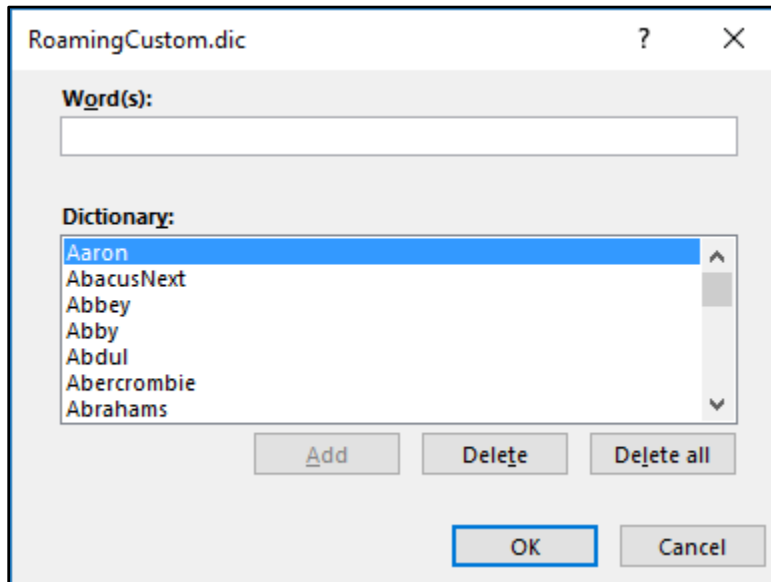 RoamingCustom.dic ?
Word(s):
Dictionary:
Aaron
AbacusNext
Abbey
Abby
Abdul
Abercrombie
Abrahams
Add Delete Delete all
OK Cancel